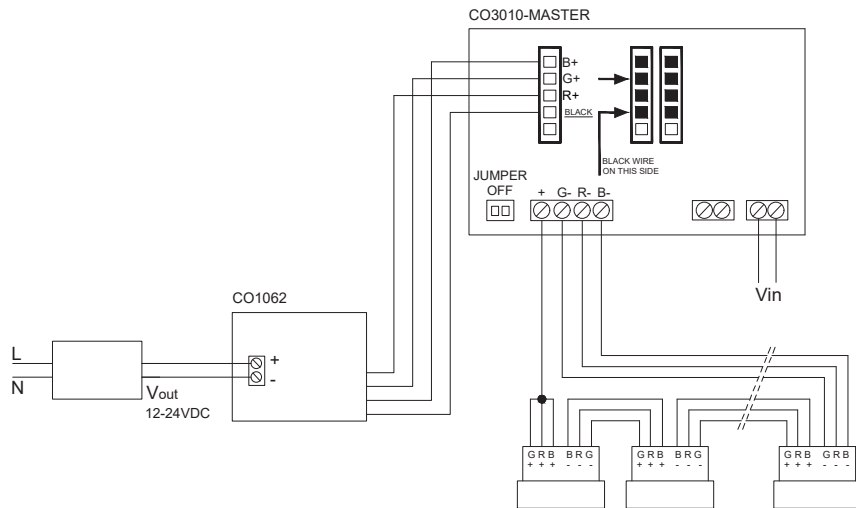 CO3010-MASTER
B+
G+
R+
BLACK
BLACK WIRE
ON THIS SIDE
JUMPER
OFF
+ G- R- B-
Vin
CO1062
L
N
+
-
Vout
12-24VDC
G R B B R G G R B B R G G R B G R B
+ + + - - - + + + - - - + + + - - -